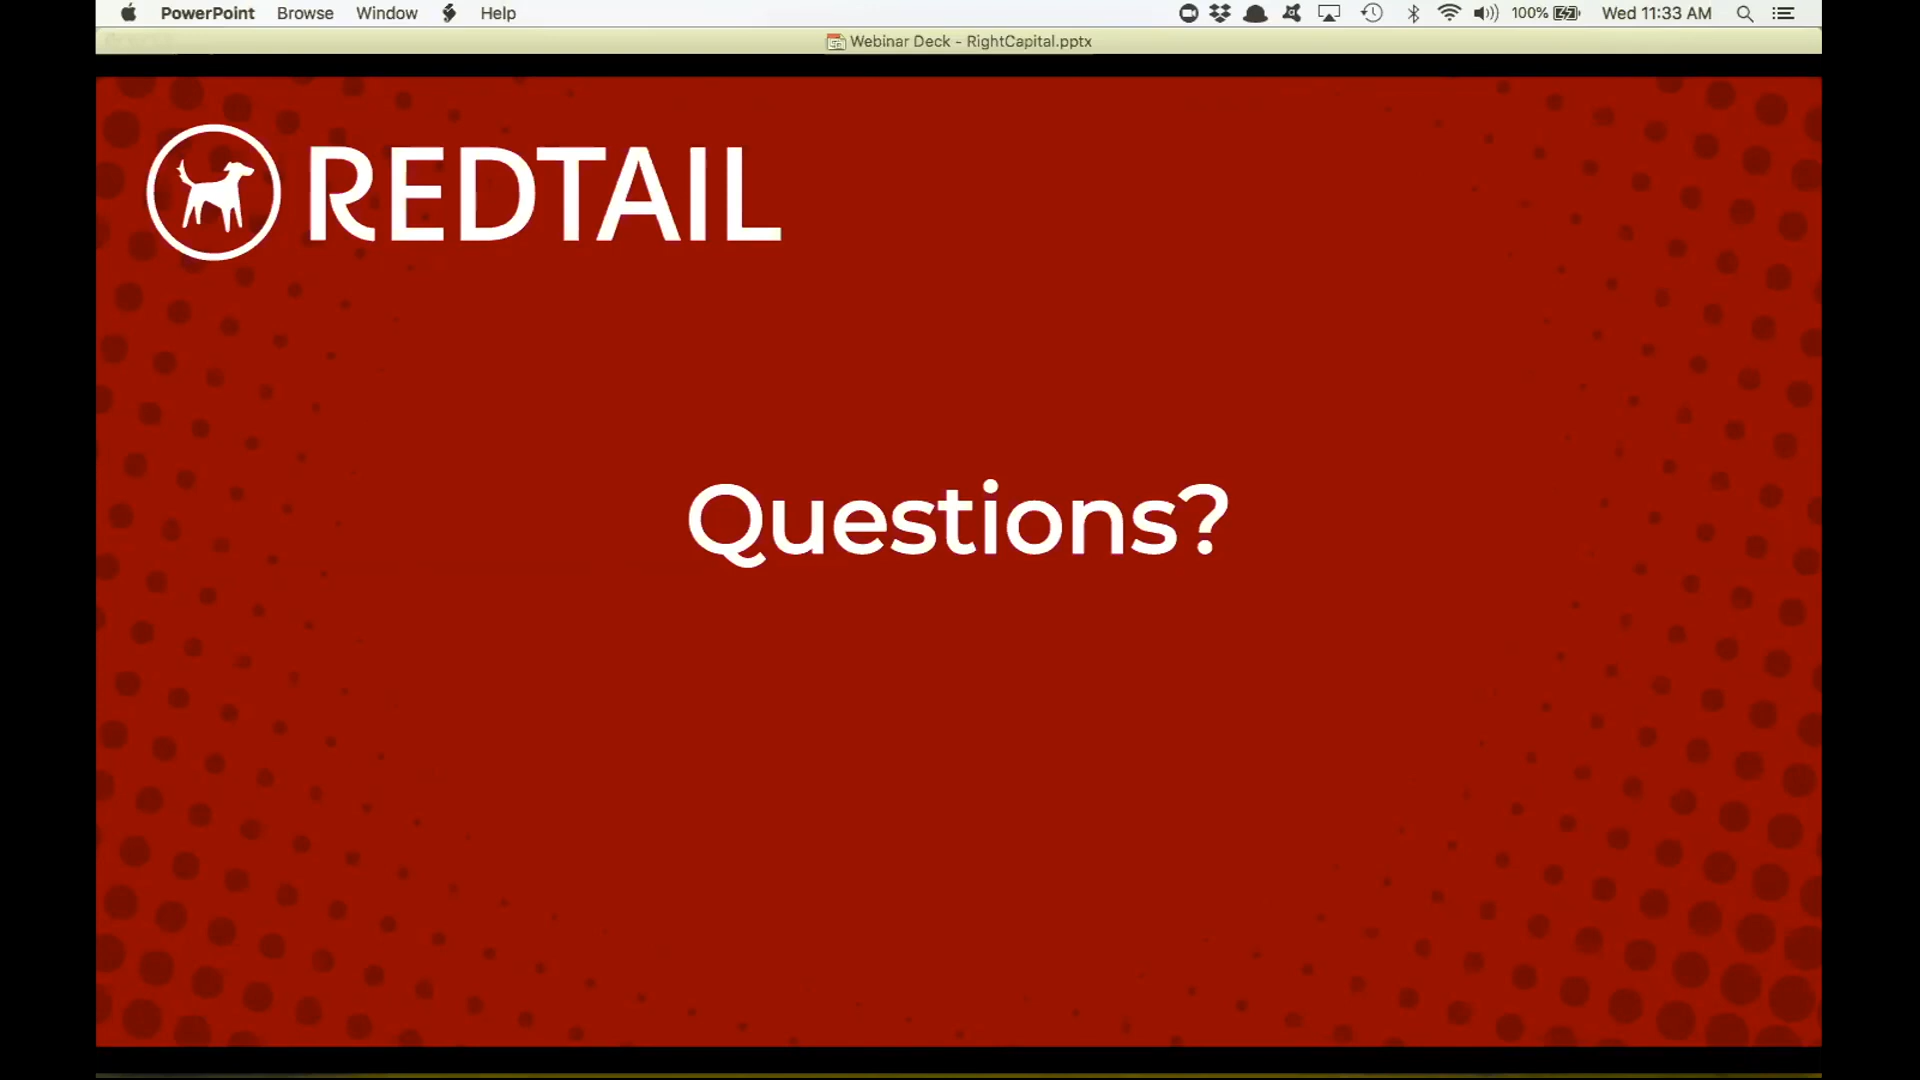 PowerPoint Browse Window Help 100% Wed 11:33 AM
Webinar Deck - RightCapital.pptx
REDTAIL
Questions?